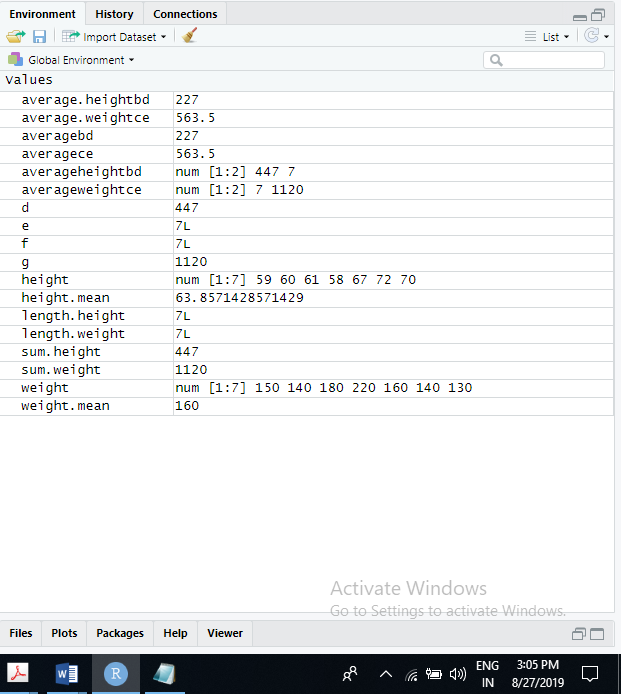 Environment History Connections
Import Dataset List
Global Environment
Values
average.heightbd 227
average.weightce 563.5
averagebd 227
averagece 563.5
averageheightbd num [1:2] 447 7
averageweightce num [1:2] 7 1120
d 447
e 7L
f 7L
g 1120
height num [1:7] 59 60 61 58 67 72 70
height.mean 63.8571428571429
length.height 7L
length.weight 7L
sum.height 447
sum.weight 1120
weight num [1:7] 150 140 180 220 160 140 130
weight.mean 160
Activate Windows
Go to Settings to activate Windows.
Files Plots Packages Help Viewer
W R
ENG 3:05 PM
IN 8/27/2019